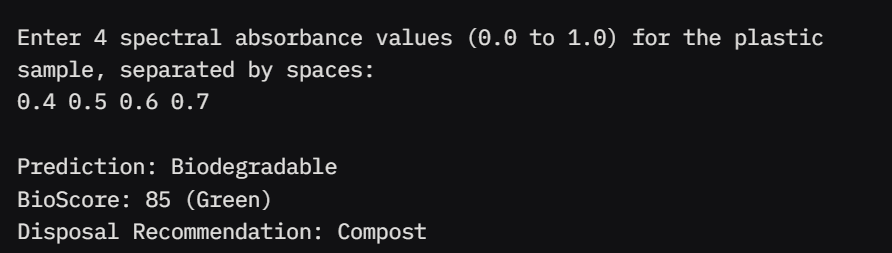 Enter 4 spectral absorbance values (0.0 to 1.0) for the plastic
sample, separated by spaces:
0.4 0.5 0.6 0.7
Prediction: Biodegradable
BioScore: 85 (Green)
Disposal Recommendation: Compost